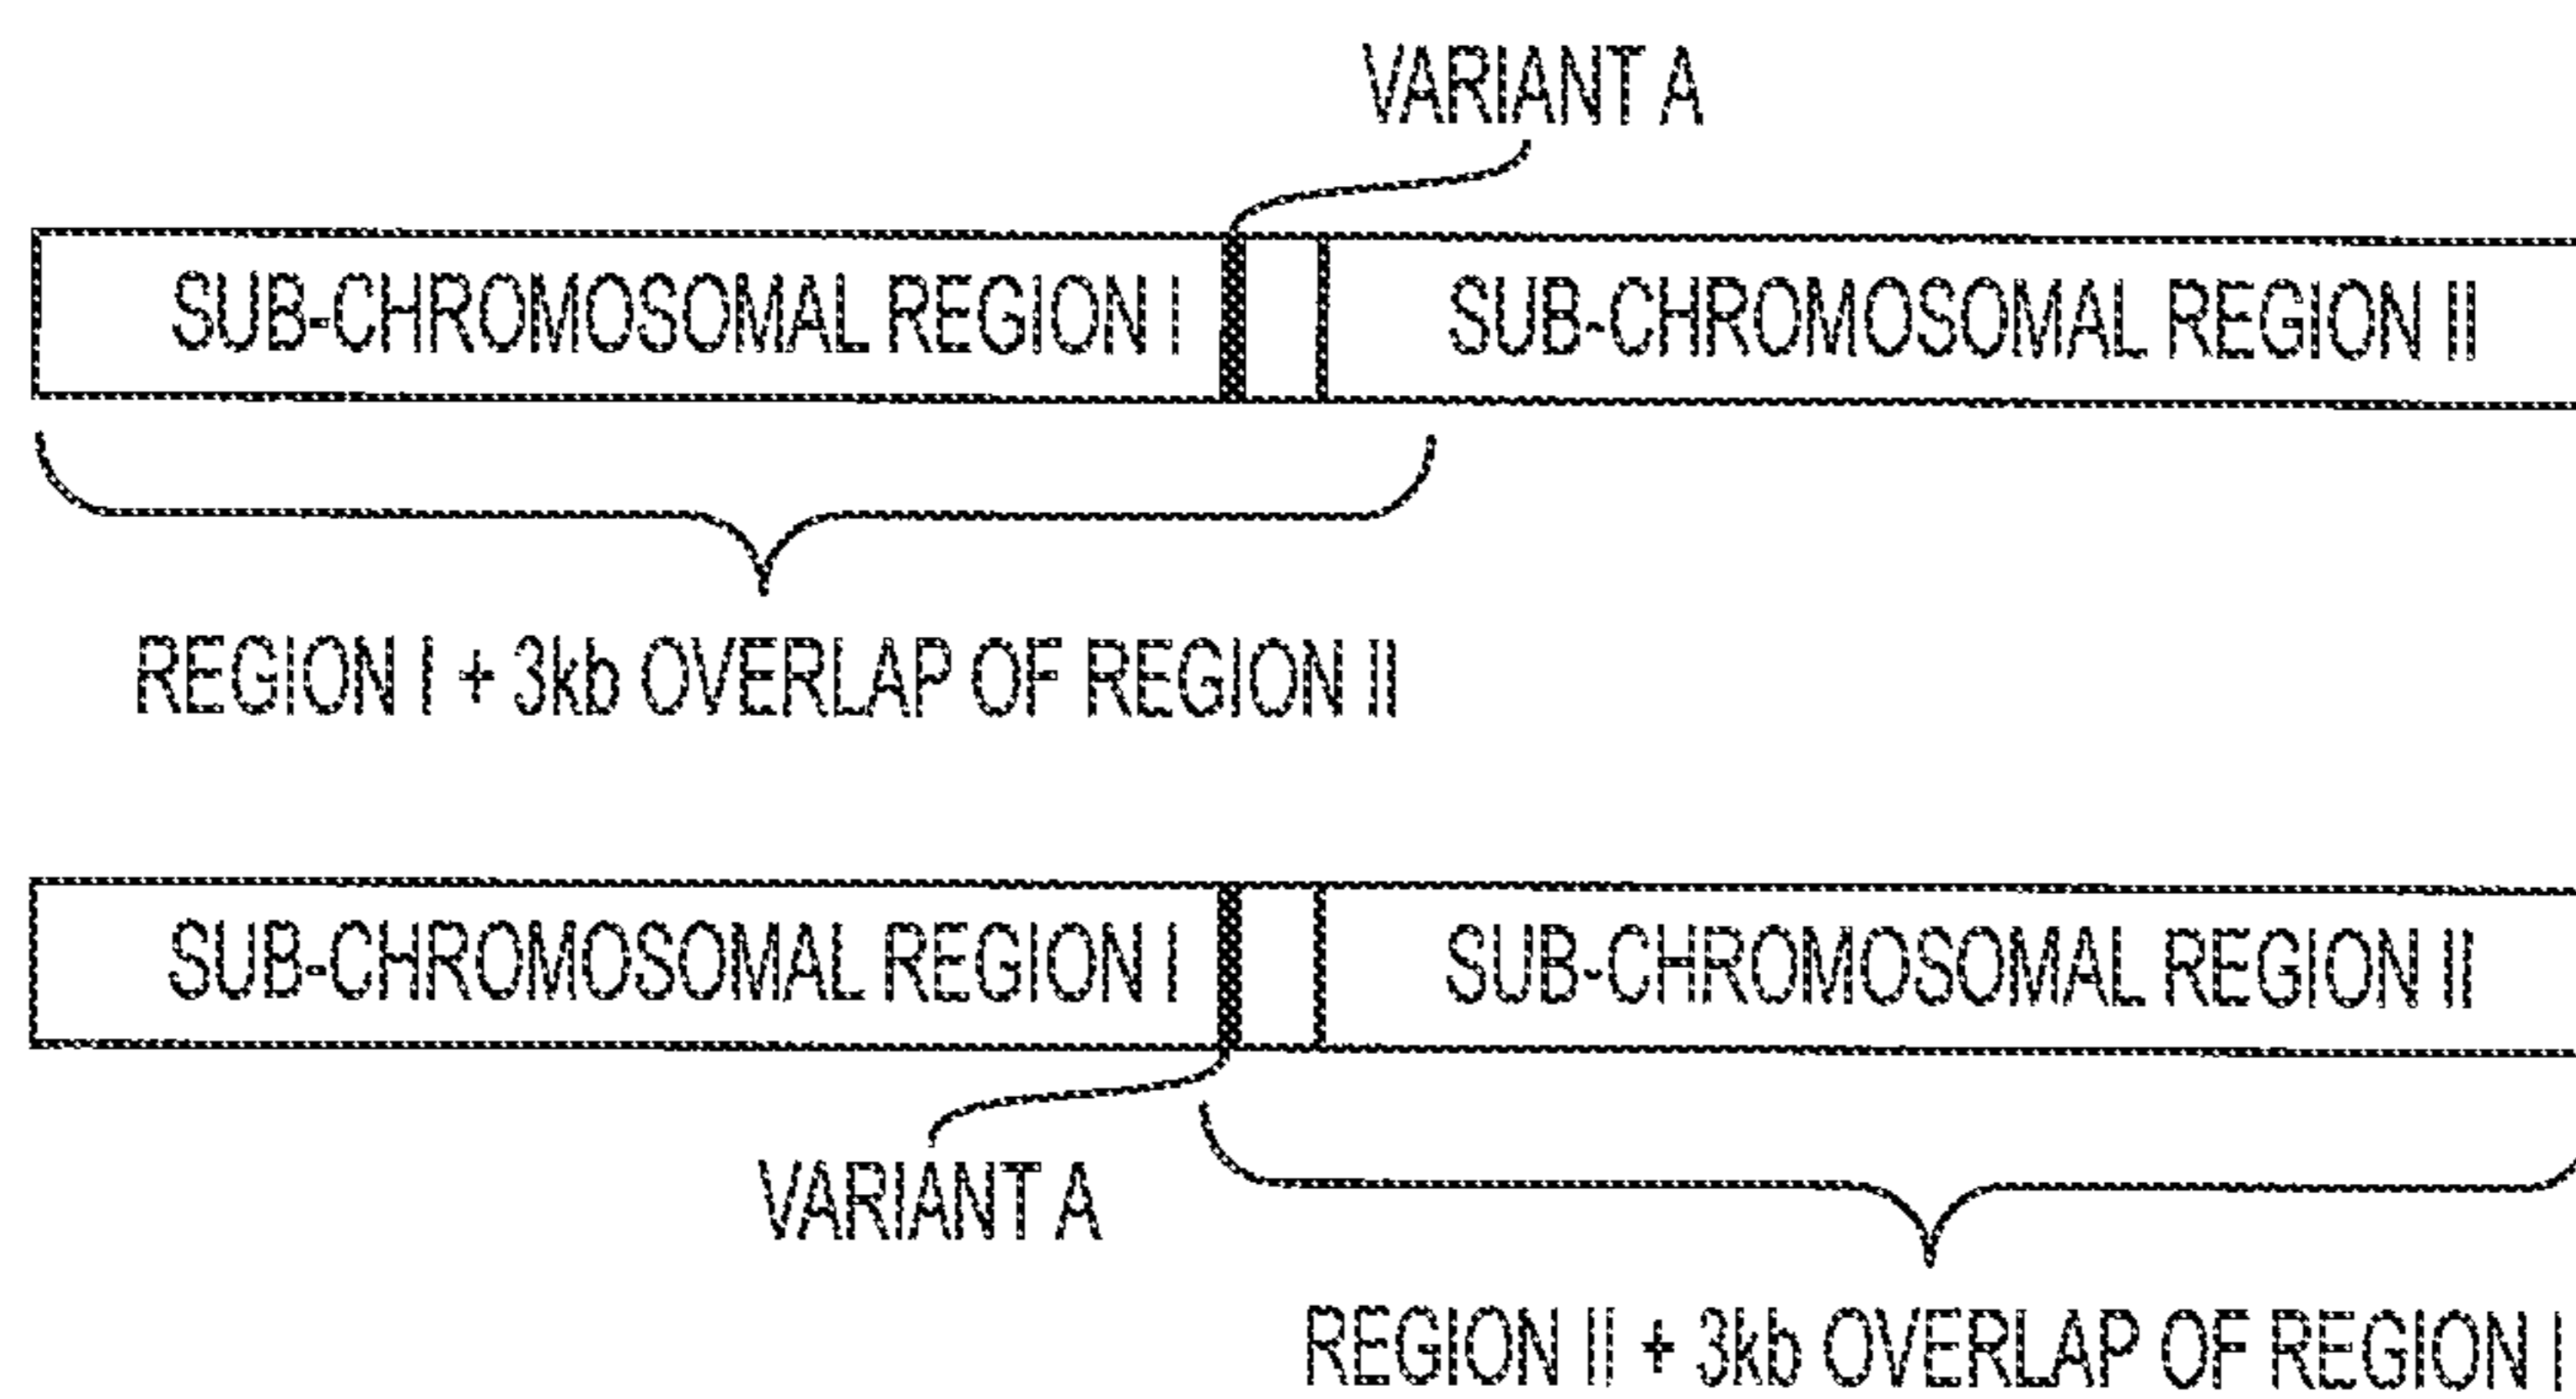 VARIANT A
SUB-CHROMOSOMAL REGION I
SUB-CHROMOSOMAL REGION II
REGION I + 3kb OVERLAP OF REGION II
SUB-CHROMOSOMAL REGION I
SUB-CHROMOSOMAL REGION II
VARIANT A
REGION II + 3kb OVERLAP OF REGION I